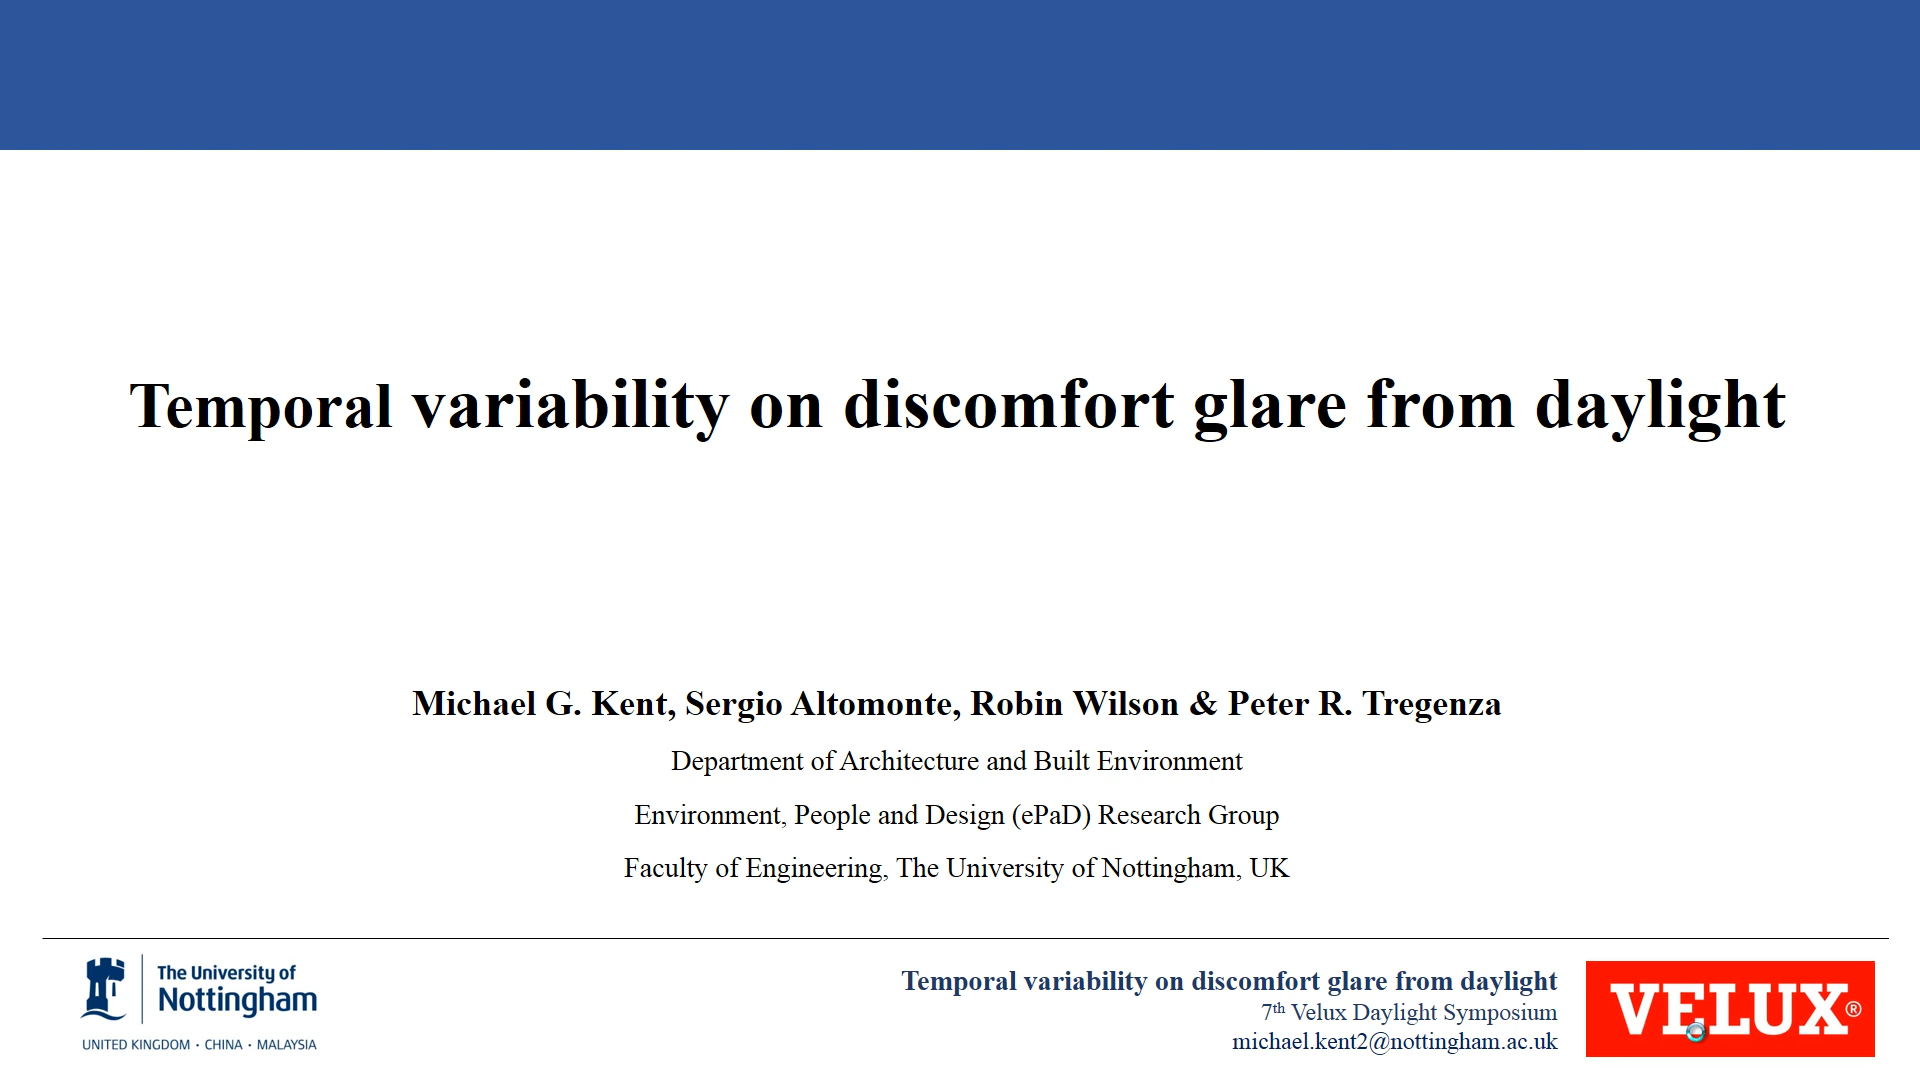 Temporal variability on discomfort glare from daylight
Michael G. Kent, Sergio Altomonte, Robin Wilson & Peter R. Tregenza
Department of Architecture and Built Environment
Environment, People and Design (ePaD) Research Group
Faculty of Engineering, The University of Nottingham, UK
The University of
Nottingham
UNITED KINGDOM · CHINA · MALAYSIA
Temporal variability on discomfort glare from daylight
7th Velux Daylight Symposium
michael.kent2@nottingham.ac.uk
VELUX®